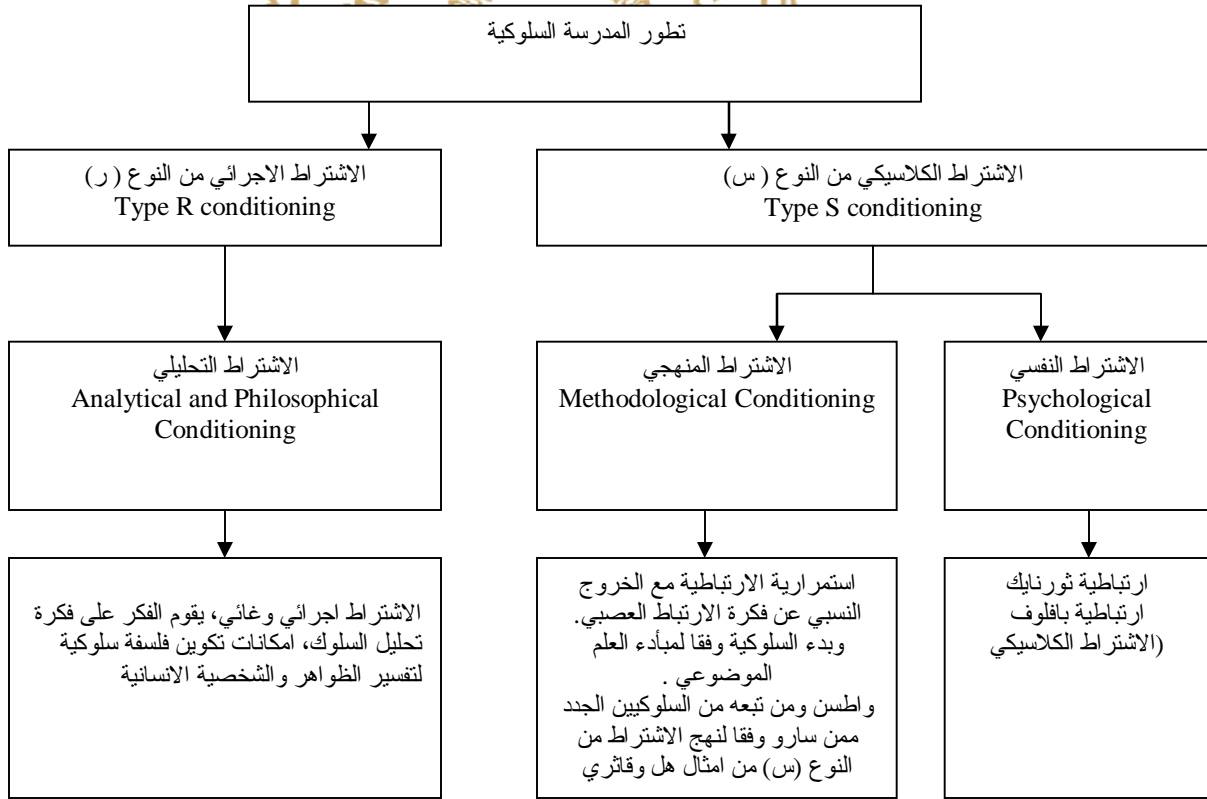 تطور المدرسة السلوكية
الاشتراط الكلاسيكي من النوع ( س)
Type S conditioning
الاشتراط الاجرائي من النوع ( ر)
Type R conditioning
الاشتراط النفسي
Psychological
Conditioning
الاشتراط المنهجي
Methodological Conditioning
الاشتراط التحليلي
Analytical and Philosophical
Conditioning
ارتباطية ثورنايك
ارتباطية بافلوف
(الاشتراط الكلاسيكي
استمرارية الارتباطية مع الخروج
النسبي عن فكرة الارتباط العصبي.
وبدء السلوكية وفقا لمبأدء العلم
الموضوعي .
واطسن ومن تبعه من السلوكيين الجدد
ممن سارو وفقا لنهج الاشتراط من
النوع (س) من امثال هل وقاثري
الاشتراط اجرائي وغائي، يقوم الفكر على فكرة
تحليل السلوك، امكانات تكوين فلسفة سلوكية
لتفسير الظواهر والشخصية الانسانية